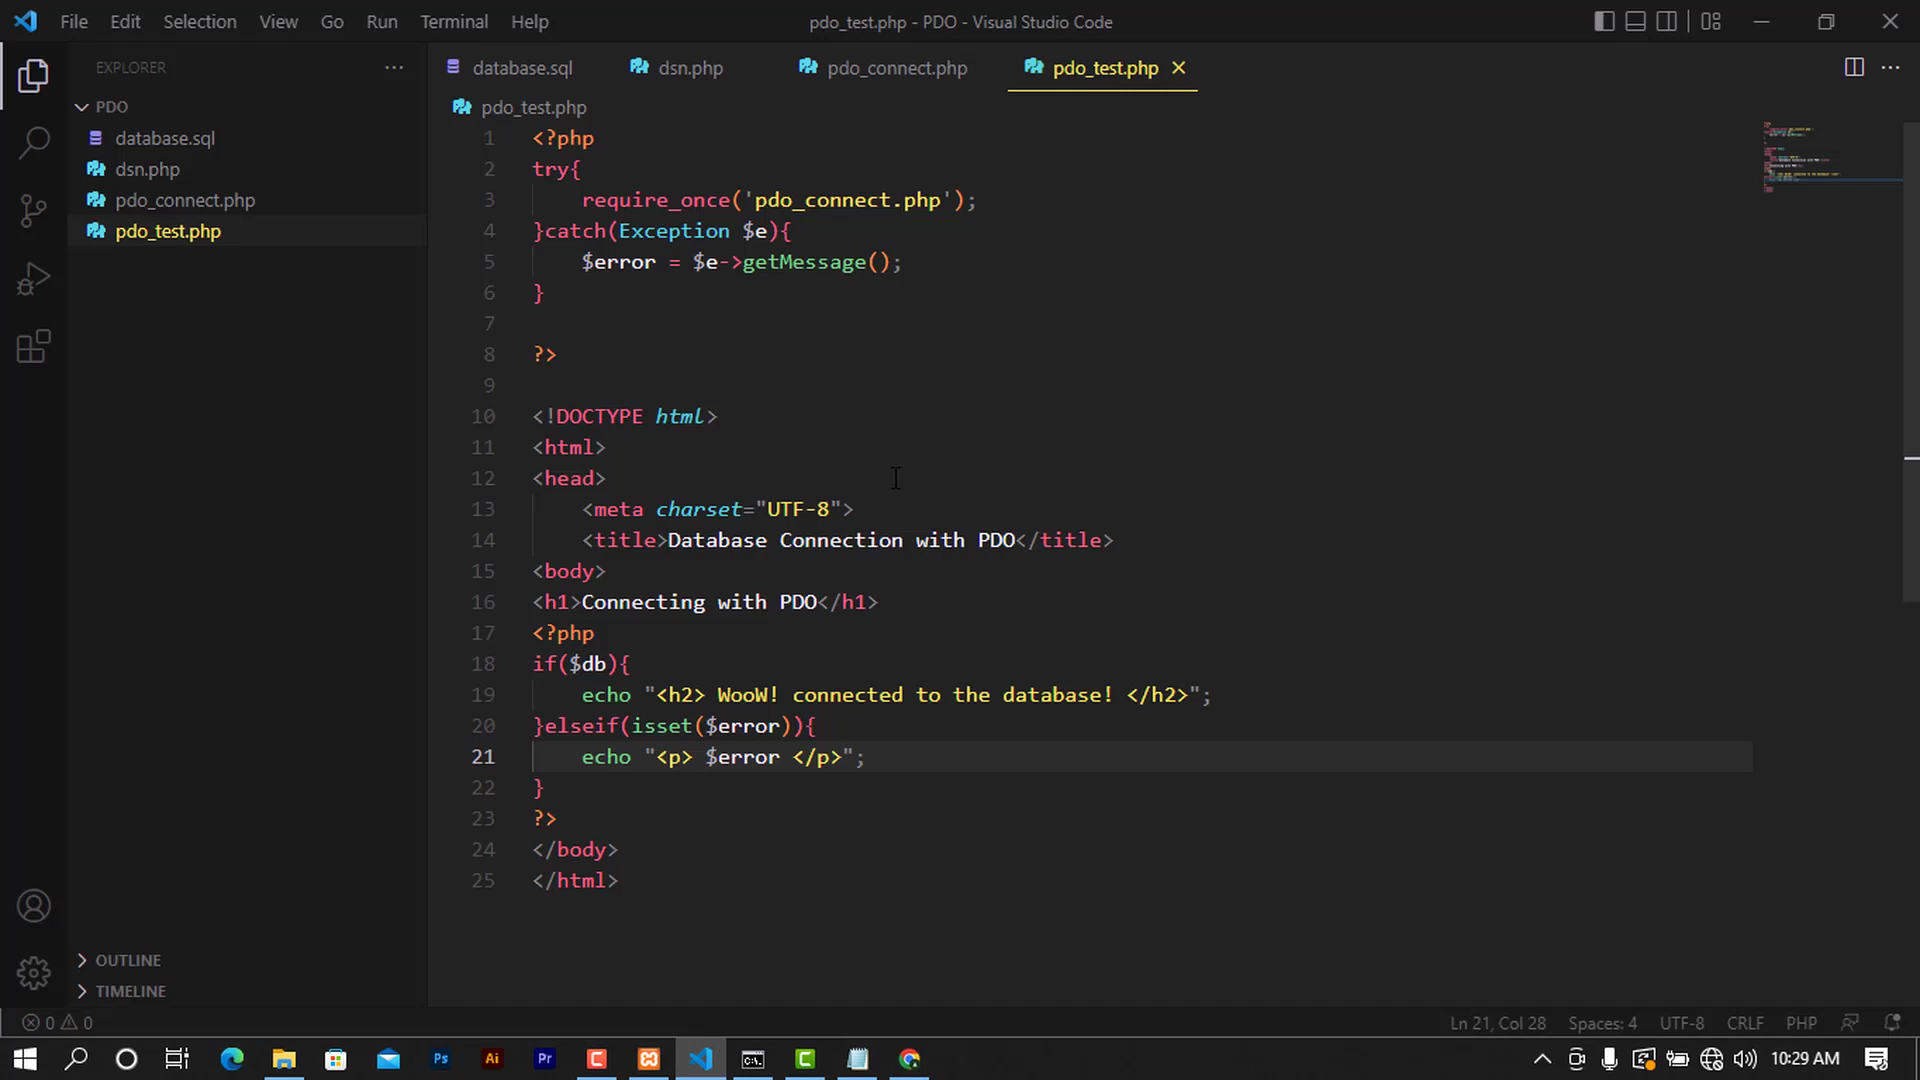 File Edit Selection View Go Run Terminal Help pdo_test.php - PDO - Visual Studio Code
EXPLORER
PDO
database.sql
dsn.php
pdo_connect.php
pdo_test.php
OUTLINE
TIMELINE
database.sql dsn.php pdo_connect.php pdo_test.php
pdo_test.php
1 <?php
2 try{
3 require_once('pdo_connect.php');
4 }catch(Exception $e){
5 $error = $e->getMessage();
6 }
7
8 ?>
9
10 <!DOCTYPE html>
11 <html>
12 <head>
13 <meta charset="UTF-8">
14 <title>Database Connection with PDO</title>
15 <body>
16 <h1>Connecting with PDO</h1>
17 <?php
18 if($db){
19 echo "<h2> WooW! connected to the database! </h2>";
20 }elseif(isset($error)){
21 echo "<p> $error </p>";
22 }
23 ?>
24 </body>
25 </html>
0 0 Ln 21, Col 28 Spaces: 4 UTF-8 CRLF PHP
Ps Ai Pr C C 10:29 AM